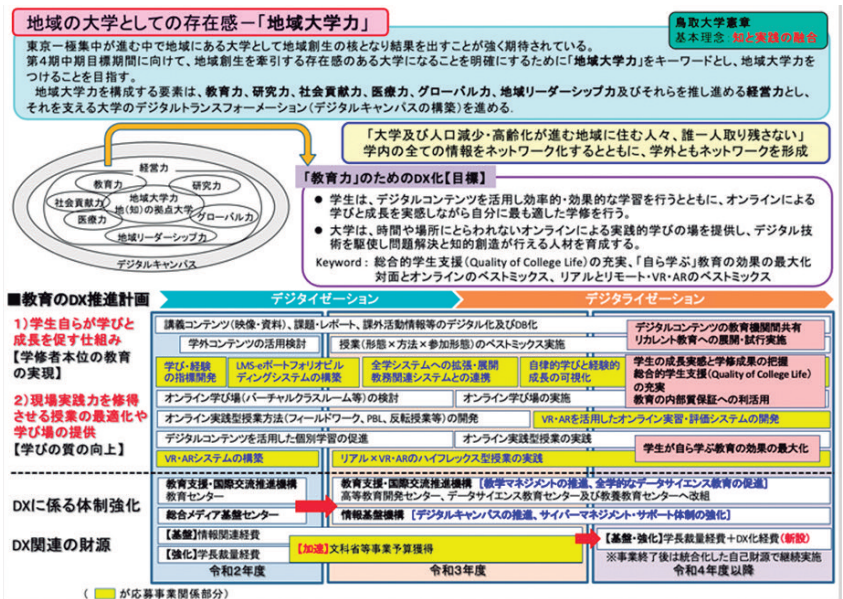 地域の大学としての存在感－「地域大学力」
鳥取大学憲章
基本理念：知と実践の融合
東京一極集中が進む中で地域にある大学として地域創生の核となり結果を出すことが強く期待されている。
第４期中期目標期間に向けて、地域創生を牽引する存在感のある大学になることを明確にするために「地域大学力」をキーワードとし、地域大学力を
つけることを目指す。
地域大学力を構成する要素は、教育力、研究力、社会貢献力、医療力、グローバル力、地域リーダーシップ力及びそれらを推し進める経営力とし、
それを支える大学のデジタルトランスフォーメーション（デジタルキャンパスの構築）を進める.
「大学及び人口減少・高齢化が進む地域に住む人々、誰一人取り残さない」
学内の全ての情報をネットワーク化するとともに、学外ともネットワークを形成
経営力
教育力
研究力
社会貢献力
地域大学力
地（知）の拠点大学
医療力
グローバル力
地域リーダーシップ力
デジタルキャンパス
「教育力」のためのDX化【目標】
● 学生は、デジタルコンテンツを活用し効率的・効果的な学習を行うとともに、オンラインによる
学びと成長を実感しながら自分に最も適した学修を行う。
● 大学は、時間や場所にとらわれないオンラインによる実践的学びの場を提供し、デジタル技
術を駆使し問題解決と知的創造が行える人材を育成する。
Keyword：総合的学生支援（Quality of College Life）の充実、「自ら学ぶ」教育の効果の最大化
対面とオンラインのベストミックス、リアルとリモート・VR・ARのベストミックス
■教育のDX推進計画
デジタイゼーション
デジタライゼーション
1）学生自らが学びと
成長を促す仕組み
【学修者本位の教育
の実現】
講義コンテンツ（映像・資料）、課題・レポート、課外活動情報等のデジタル化及びDB化
学外コンテンツの活用検討
授業（形態×方法×参加形態）のベストミックス実施
デジタルコンテンツの教育機関間共有
リカレント教育への展開・試行実施
学び・経験
の指標開発
LMS-eポートフォリオビル
ディングシステムの構築
全学システムへの拡張・展開
教務関連システムとの連携
自律的学びと経験的
成長の可視化
学生の成長実感と学修成果の把握
総合的学生支援（Quality of College Life）
の充実
教育の内部質保証への利活用
2）現場実践力を修得
させる授業の最適化や
学び場の提供
【学びの質の向上】
オンライン学び場（バーチャルクラスルーム等）の検討
オンライン学び場の実施
オンライン実践型授業方法（フィールドワーク、PBL、反転授業等）の開発
VR・ARを活用したオンライン実習・評価システムの開発
デジタルコンテンツを活用した個別学習の促進
オンライン実践型授業の実践
学生が自ら学ぶ教育の効果の最大化
VR・ARシステムの構築
リアル×VR・ARのハイフレックス型授業の実践
DXに係る体制強化
教育支援・国際交流推進機構
教育センター
教育支援・国際交流推進機構【教学マネジメントの推進、全学的なデータサイエンス教育の促進】
高等教育開発センター、データサイエンス教育センター及び教養教育センターへ改組
総合メディア基盤センター
情報基盤機構【デジタルキャンパスの推進、サイバーマネジメント・サポート体制の強化】
DX関連の財源
【基盤】情報関連経費
【強化】学長裁量経費
【加速】文科省等事業予算獲得
【基盤・強化】学長裁量経費＋DX化経費（新設）
※事業終了後は統合化した自己財源で継続実施
令和２年度
令和３年度
令和４年度以降
（ が応募事業関係部分）